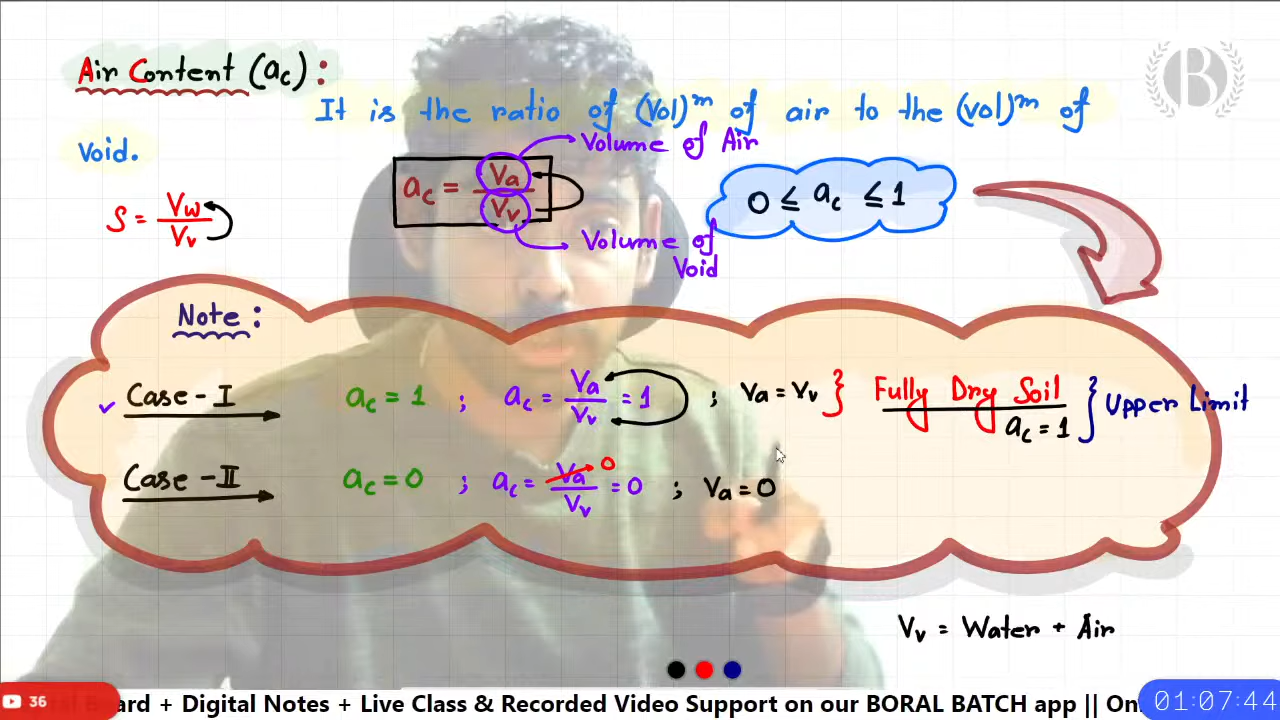 Air Content (ac):
It is the ratio of (Vol)ᵐ of air to the (vol)ᵐ of
Void.
ac = Va/Vv
Volume of Air
Volume of
Void
0 ≤ ac ≤ 1
S = Vw/Vv
B
Note:
✓ Case - I → ac = 1 ; ac = Va/Vv = 1 ; Va = Vv } Fully Dry Soil ac = 1 } Upper Limit
Case - II → ac = 0 ; ac = Va/Vv = 0 ; Va = 0
0
Vv = Water + Air
36
Board + Digital Notes + Live Class & Recorded Video Support on our BORAL BATCH app || On
01:07:44